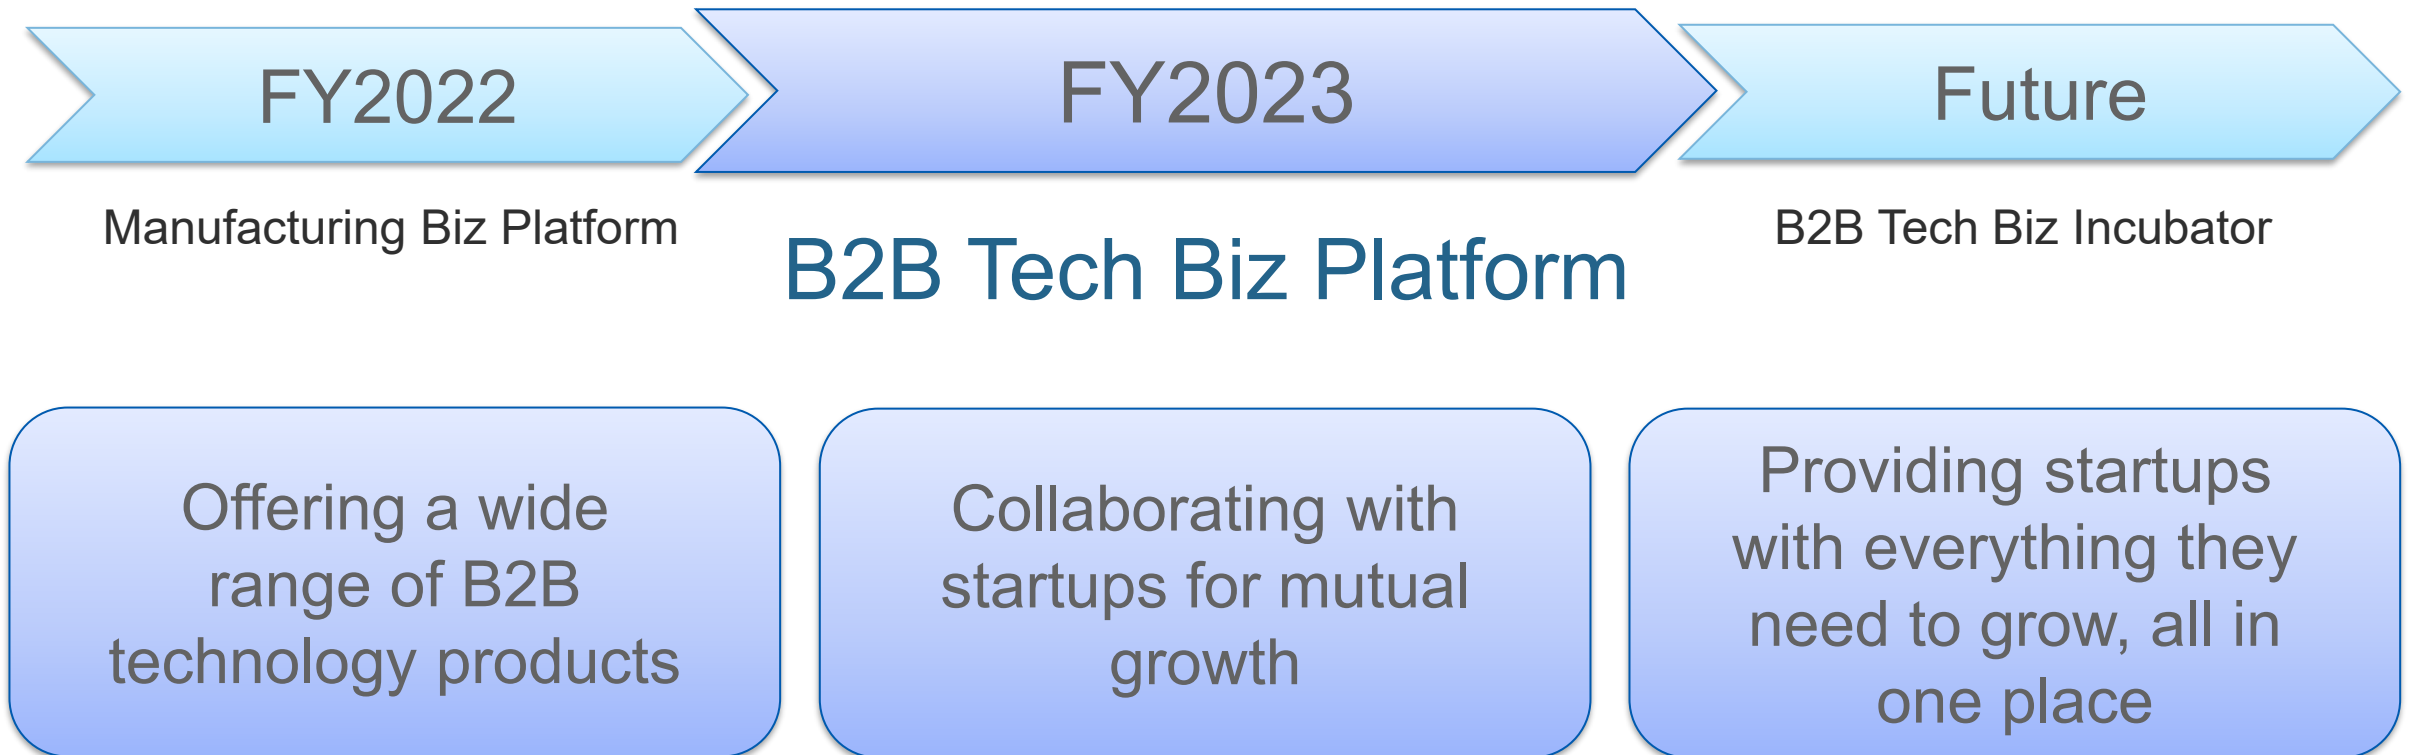 FY2022
FY2023
Future
Manufacturing Biz Platform
B2B Tech Biz Platform
B2B Tech Biz Incubator
Offering a wide
range of B2B
technology products
Collaborating with
startups for mutual
growth
Providing startups
with everything they
need to grow, all in
one place